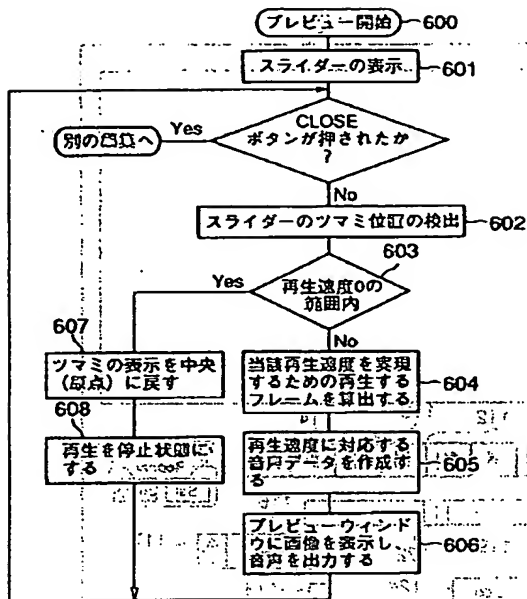 プレビュー開始
600
スライダーの表示
601
CLOSE
ボタンが押されたか
?
Yes
別の
へ
No
スライダーのツマミ位置の検出
602
603
再生速度0の
範囲内
Yes
No
607
ツマミの表示を中央
(原点)に戻す
608
再生を停止状態に
する
当該再生速度を実現
するための再生する
フレームを算出する
604
再生速度に対応する
音声データを作成す
る
605
プレビューウィンド
ウに画像を表示し
音声を出力する
606